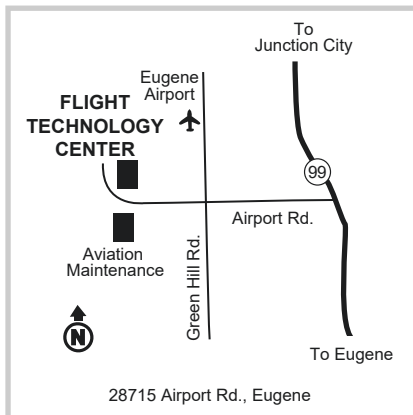 To
Junction City
Eugene
Airport
FLIGHT
TECHNOLOGY
CENTER
99
Airport Rd.
Green Hill Rd.
Aviation
Maintenance
N
To Eugene
28715 Airport Rd., Eugene